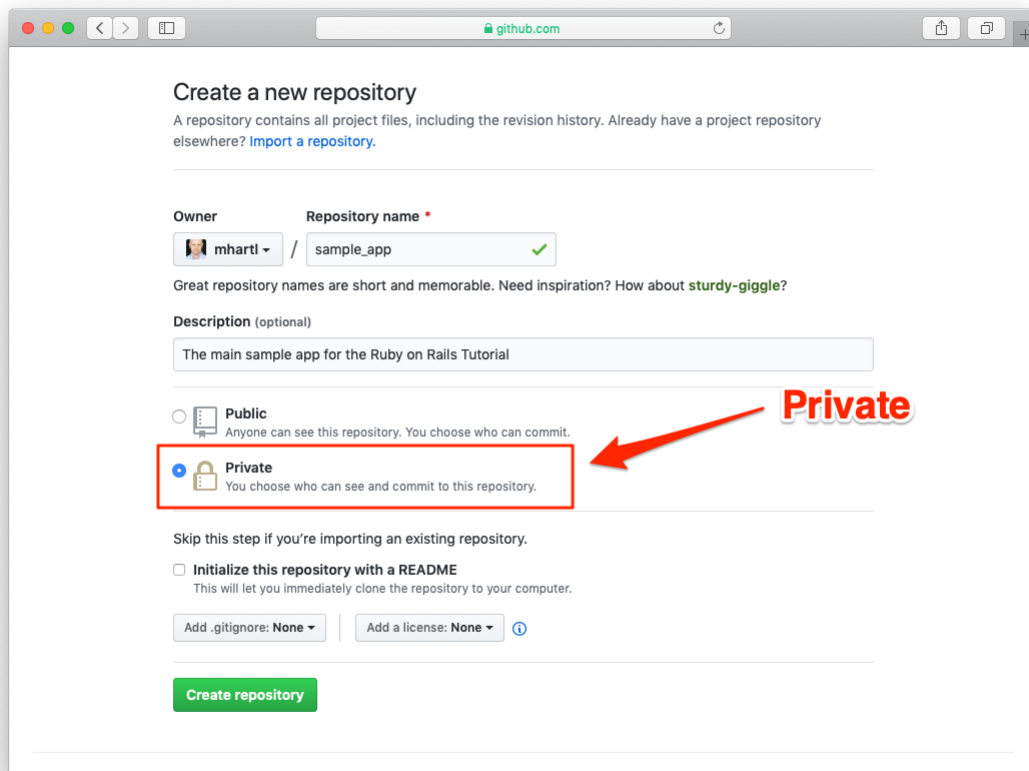 github.com
Create a new repository
A repository contains all project files, including the revision history. Already have a project repository
elsewhere? Import a repository.
Owner
Repository name *
mhartl
/
sample_app
Great repository names are short and memorable. Need inspiration? How about sturdy-giggle?
Description (optional)
The main sample app for the Ruby on Rails Tutorial
Private
Public
Anyone can see this repository. You choose who can commit.
Private
You choose who can see and commit to this repository.
Skip this step if you’re importing an existing repository.
Initialize this repository with a README
This will let you immediately clone the repository to your computer.
Add .gitignore: None
Add a license: None
Create repository